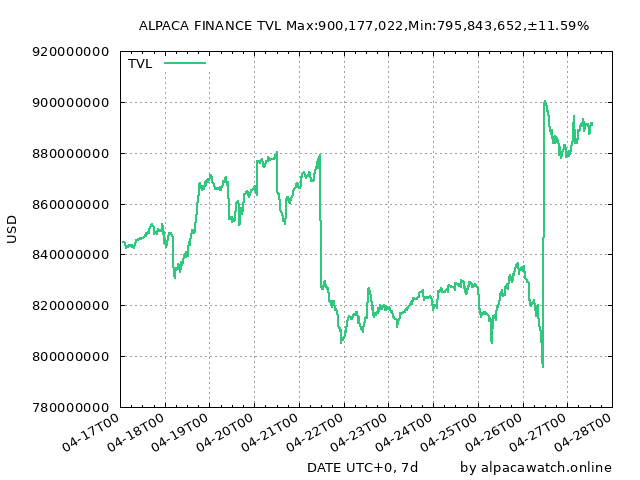 ALPACA FINANCE TVL Max:900,177,022,Min:795,843,652,±11.59%
TVL
920000000
900000000
880000000
860000000
840000000
820000000
800000000
780000000
USD
04-17T00
04-18T00
04-19T00
04-20T00
04-21T00
04-22T00
04-23T00
04-24T00
04-25T00
04-26T00
04-27T00
04-28T00
DATE UTC+0, 7d by alpacawatch.online